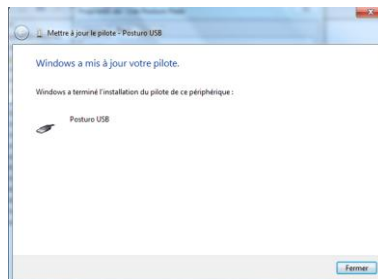 Mettre à jour le pilote - Posturo USB
Windows a mis à jour votre pilote.
Windows a terminé l'installation du pilote de ce périphérique :
Posturo USB
Fermer